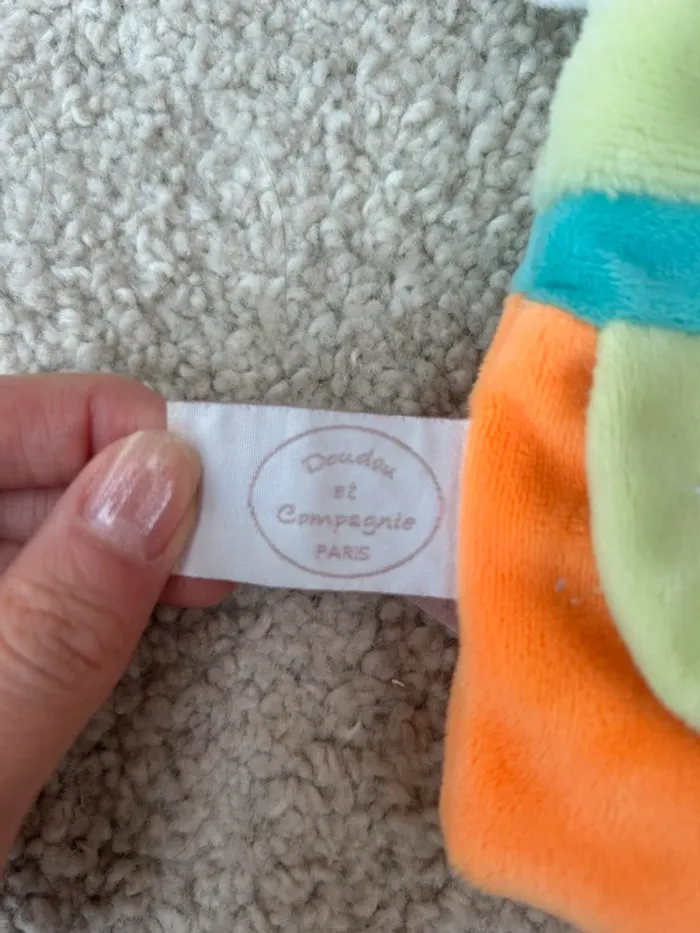 Doudou
et
Compagnie
PARIS